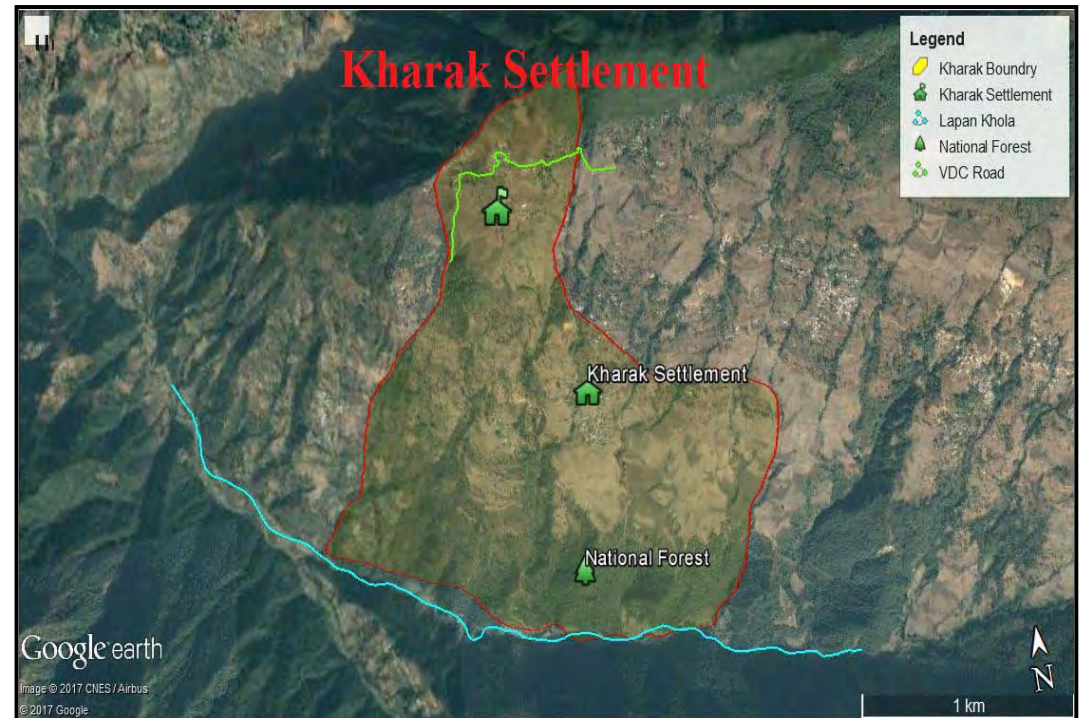 Kharak Settlement
Legend
Kharak Boundry
Kharak Settlement
Lapan Khola
National Forest
VDC Road
Kharak Settlement
National Forest
Google earth
Image © 2017 CNES / Airbus
© 2017 Google
N
1 km